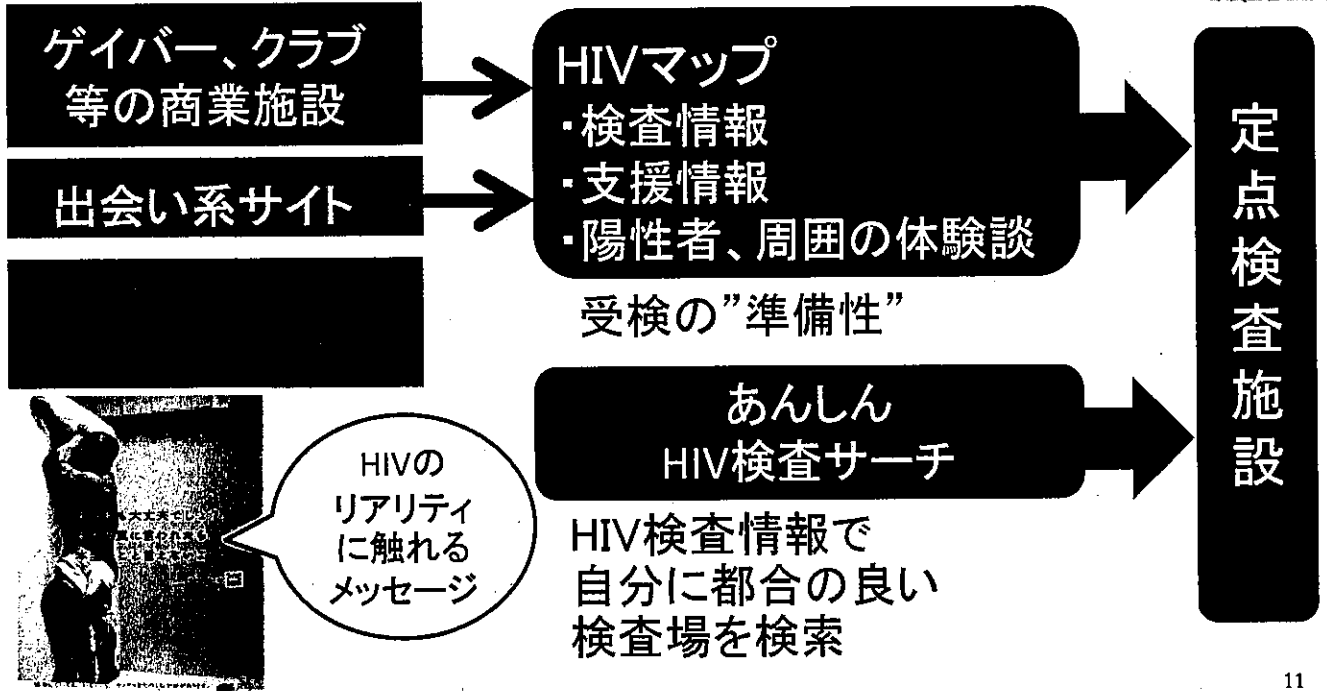 ゲイバー、クラブ
等の商業施設
出会い系サイト
HIVマップ
・検査情報
・支援情報
・陽性者、周囲の体験談
受検の”準備性”
あんしん
HIV検査サーチ
HIV検査情報で
自分に都合の良い
検査場を検索
定点検査施設
HIVの
リアリティ
に触れる
メッセージ
11